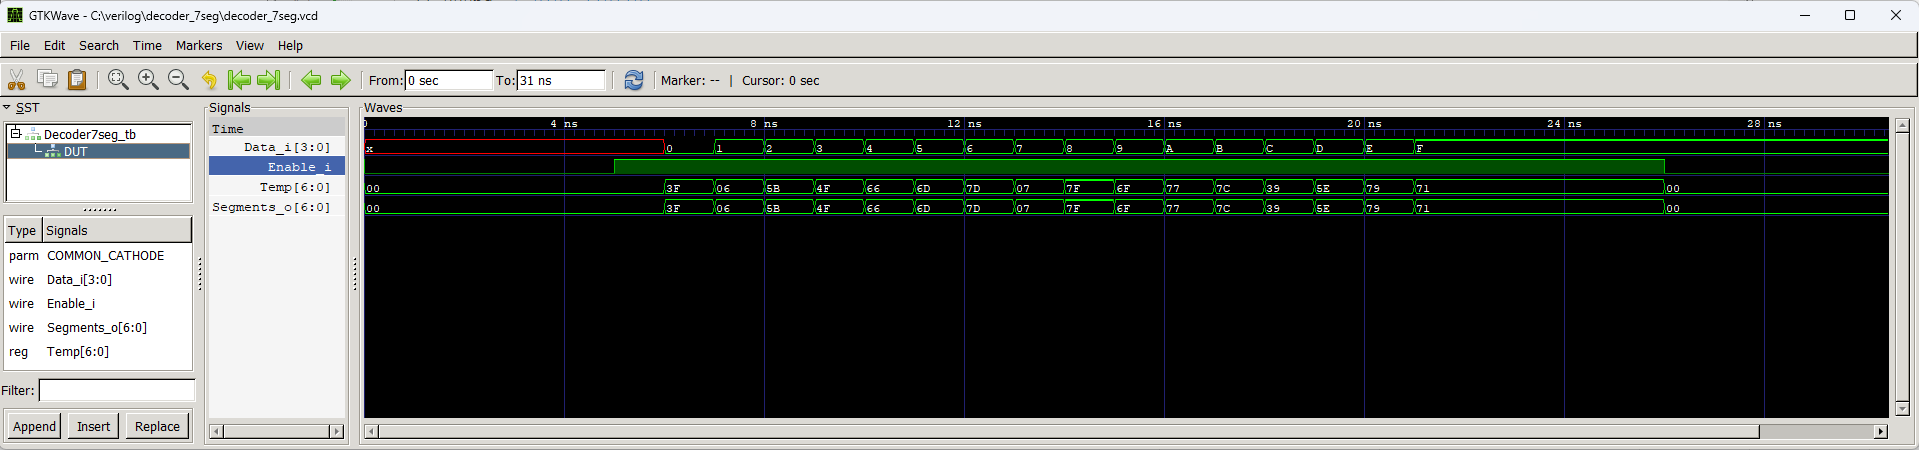 GTKWave - C:\verilog\decoder_7seg\decoder_7seg.vcd
File Edit Search Time Markers View Help
From: 0 sec To: 31 ns Marker: -- | Cursor: 0 sec
SST
Decoder7seg_tb
DUT
Type Signals
parm COMMON_CATHODE
wire Data_i[3:0]
wire Enable_i
wire Segments_o[6:0]
reg Temp[6:0]
Filter:
Append Insert Replace
Signals
Time
Data_i[3:0]
Enable_i
Temp[6:0]
Segments_o[6:0]
Waves
0 4 ns 8 ns 12 ns 16 ns 20 ns 24 ns 28 ns
x 0 1 2 3 4 5 6 7 8 9 A B C D E F
00 3F 06 5B 4F 66 6D 7D 07 7F 6F 77 7C 39 5E 79 71 00
00 3F 06 5B 4F 66 6D 7D 07 7F 6F 77 7C 39 5E 79 71 00